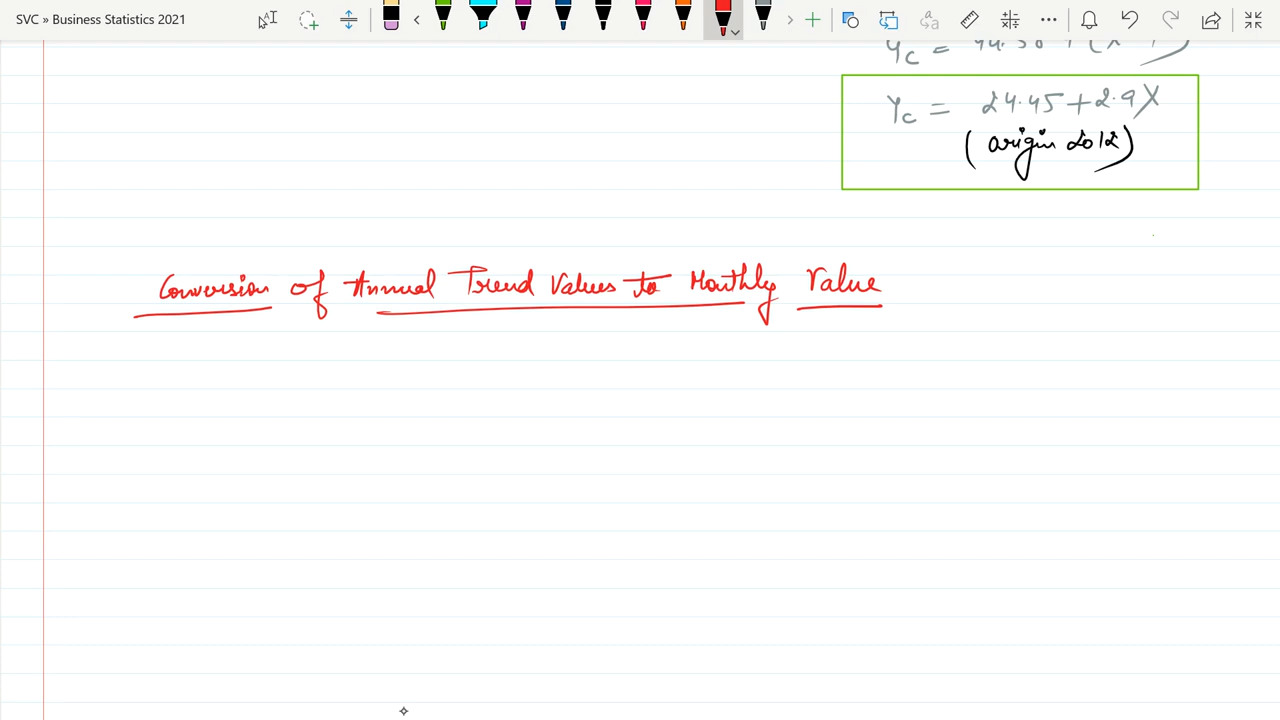 SVC » Business Statistics 2021
Yc = 24.45 + 2.9X
(origin 2012)
Conversion of Annual Trend Values to Monthly Value